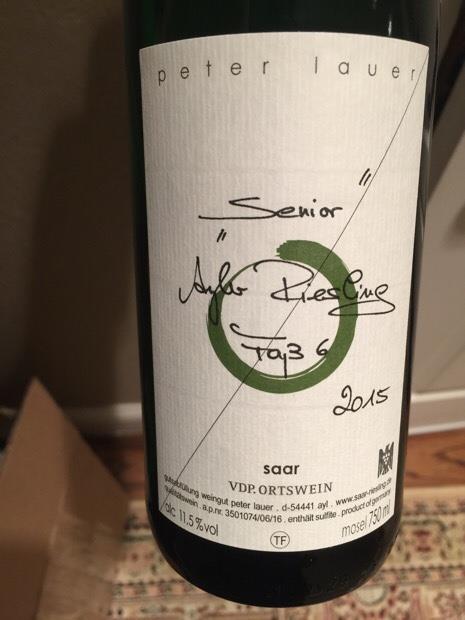 peter lauer
"Senior"
Ayler Riesling
Faß 6
2015
saar
VDP. ORTSWEIN
gutsabfüllung weingut peter lauer . d-54441 ayl . www.saar-riesling.de
qualitätswein . a.p.nr. 3501074/06/16 . enthält sulfite . product of germany
alc 11.5 %vol
mosel 750 ml
TF